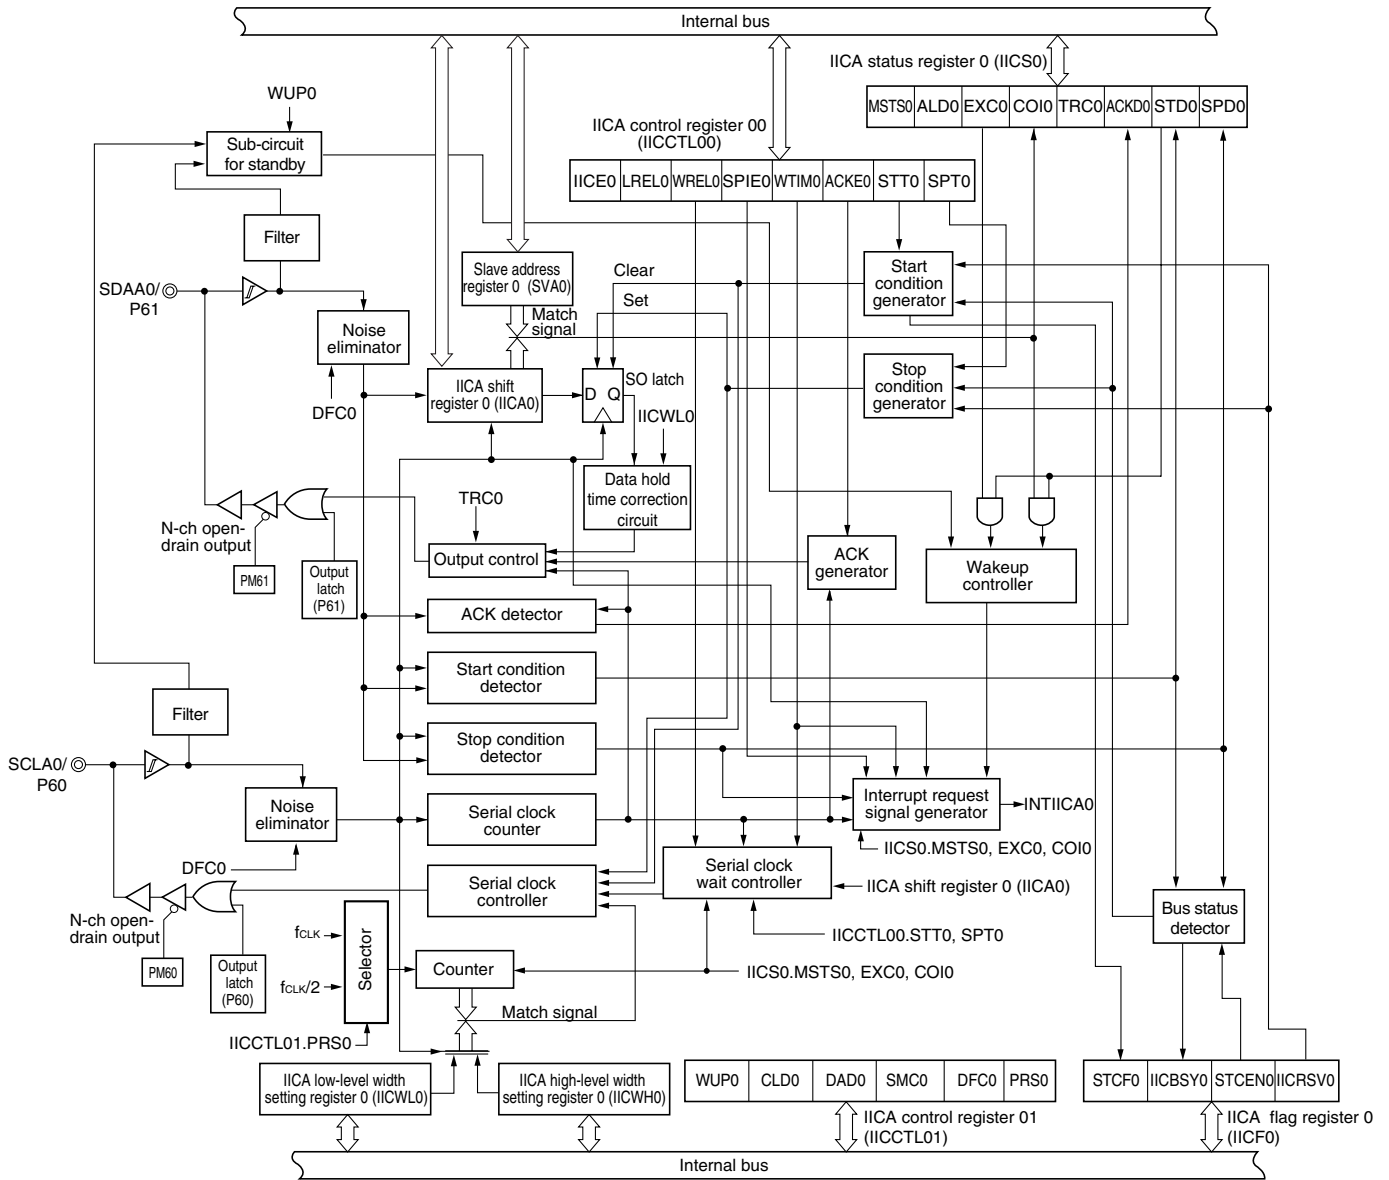 Internal bus
IICA status register 0 (IICS0)
MSTS0 ALD0 EXC0 COI0 TRC0 ACKD0 STD0 SPD0
WUP0
Sub-circuit
for standby
IICA control register 00
(IICCTL00)
IICE0 LREL0 WREL0 SPIE0 WTIM0 ACKE0 STT0 SPT0
Filter
SDAA0/
P61
Slave address
register 0 (SVA0)
Clear
Set
Match
signal
Start
condition
generator
Noise
eliminator
DFC0
IICA shift
register 0 (IICA0)
D Q
SO latch
IICWL0
Stop
condition
generator
Data hold
time correction
circuit
TRC0
N-ch open-
drain output
PM61
Output
latch
(P61)
Output control
ACK
generator
Wakeup
controller
ACK detector
Start condition
detector
Filter
Stop condition
detector
SCLA0/
P60
Noise
eliminator
DFC0
Serial clock
counter
Interrupt request
signal generator
INTIICA0
IICS0.MSTS0, EXC0, COI0
Serial clock
wait controller
IICA shift register 0 (IICA0)
Serial clock
controller
N-ch open-
drain output
PM60
Output
latch
(P60)
Bus status
detector
IICCTL00.STT0, SPT0
fCLK
fCLK/2
Selector
Counter
IICS0.MSTS0, EXC0, COI0
Match signal
IICCTL01.PRS0
IICA low-level width
setting register 0 (IICWL0)
IICA high-level width
setting register 0 (IICWH0)
WUP0 CLD0 DAD0 SMC0 DFC0 PRS0
STCF0 IICBSY0 STCEN0 IICRSV0
IICA control register 01
(IICCTL01)
IICA flag register 0
(IICF0)
Internal bus